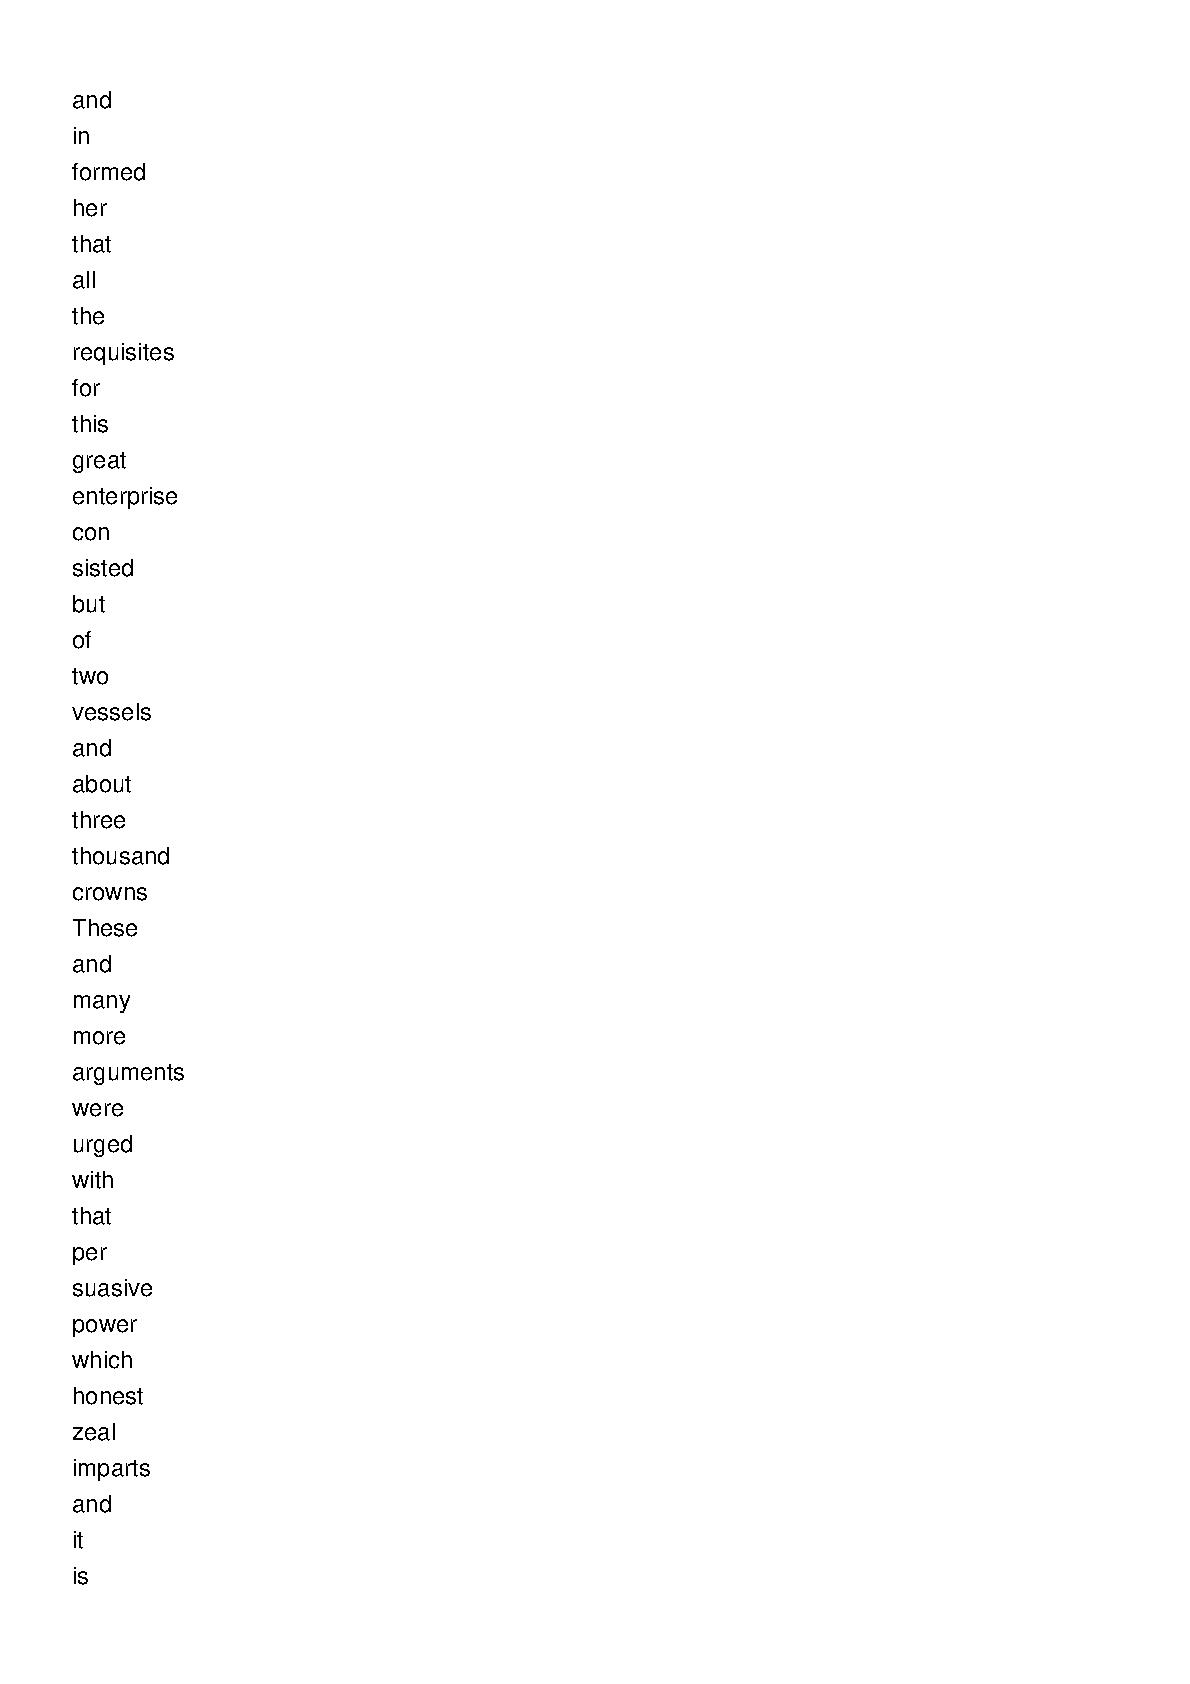 and
in
formed
her
that
all
the
requisites
for
this
great
enterprise
con
sisted
but
of
two
vessels
and
about
three
thousand
crowns
These
and
many
more
arguments
were
urged
with
that
per
suasive
power
which
honest
zeal
imparts
and
it
is